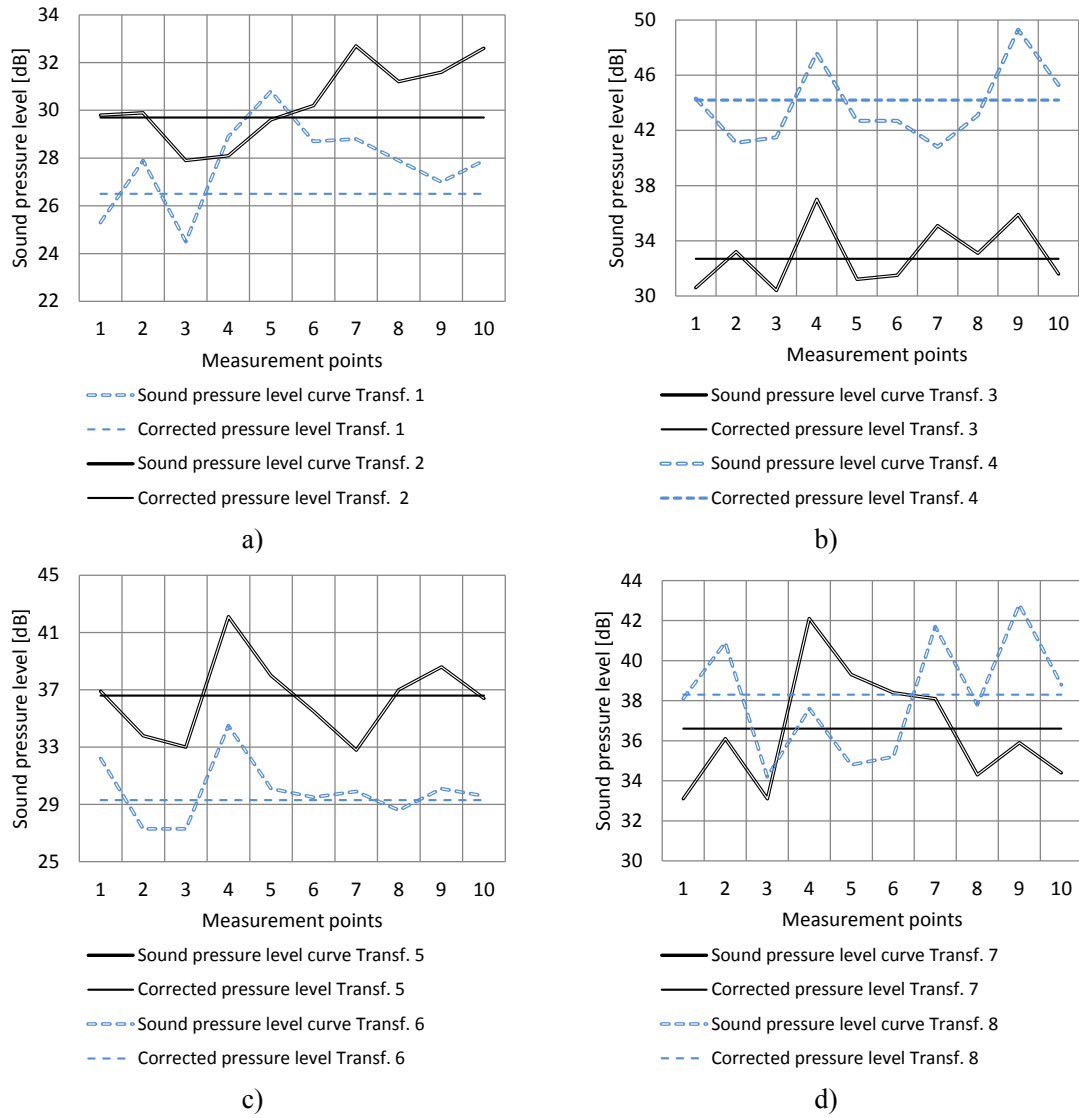 Sound pressure level [dB]
34
32
30
28
26
24
22
1 2 3 4 5 6 7 8 9 10
Measurement points
Sound pressure level curve Transf. 1
Corrected pressure level Transf. 1
Sound pressure level curve Transf. 2
Corrected pressure level Transf. 2
a)
Sound pressure level [dB]
50
46
42
38
34
30
1 2 3 4 5 6 7 8 9 10
Measurement points
Sound pressure level curve Transf. 3
Corrected pressure level Transf. 3
Sound pressure level curve Transf. 4
Corrected pressure level Transf. 4
b)
Sound pressure level [dB]
45
41
37
33
29
25
1 2 3 4 5 6 7 8 9 10
Measurement points
Sound pressure level curve Transf. 5
Corrected pressure level Transf. 5
Sound pressure level curve Transf. 6
Corrected pressure level Transf. 6
c)
Sound pressure level [dB]
44
42
40
38
36
34
32
30
1 2 3 4 5 6 7 8 9 10
Measurement points
Sound pressure level curve Transf. 7
Corrected pressure level Transf. 7
Sound pressure level curve Transf. 8
Corrected pressure level Transf. 8
d)